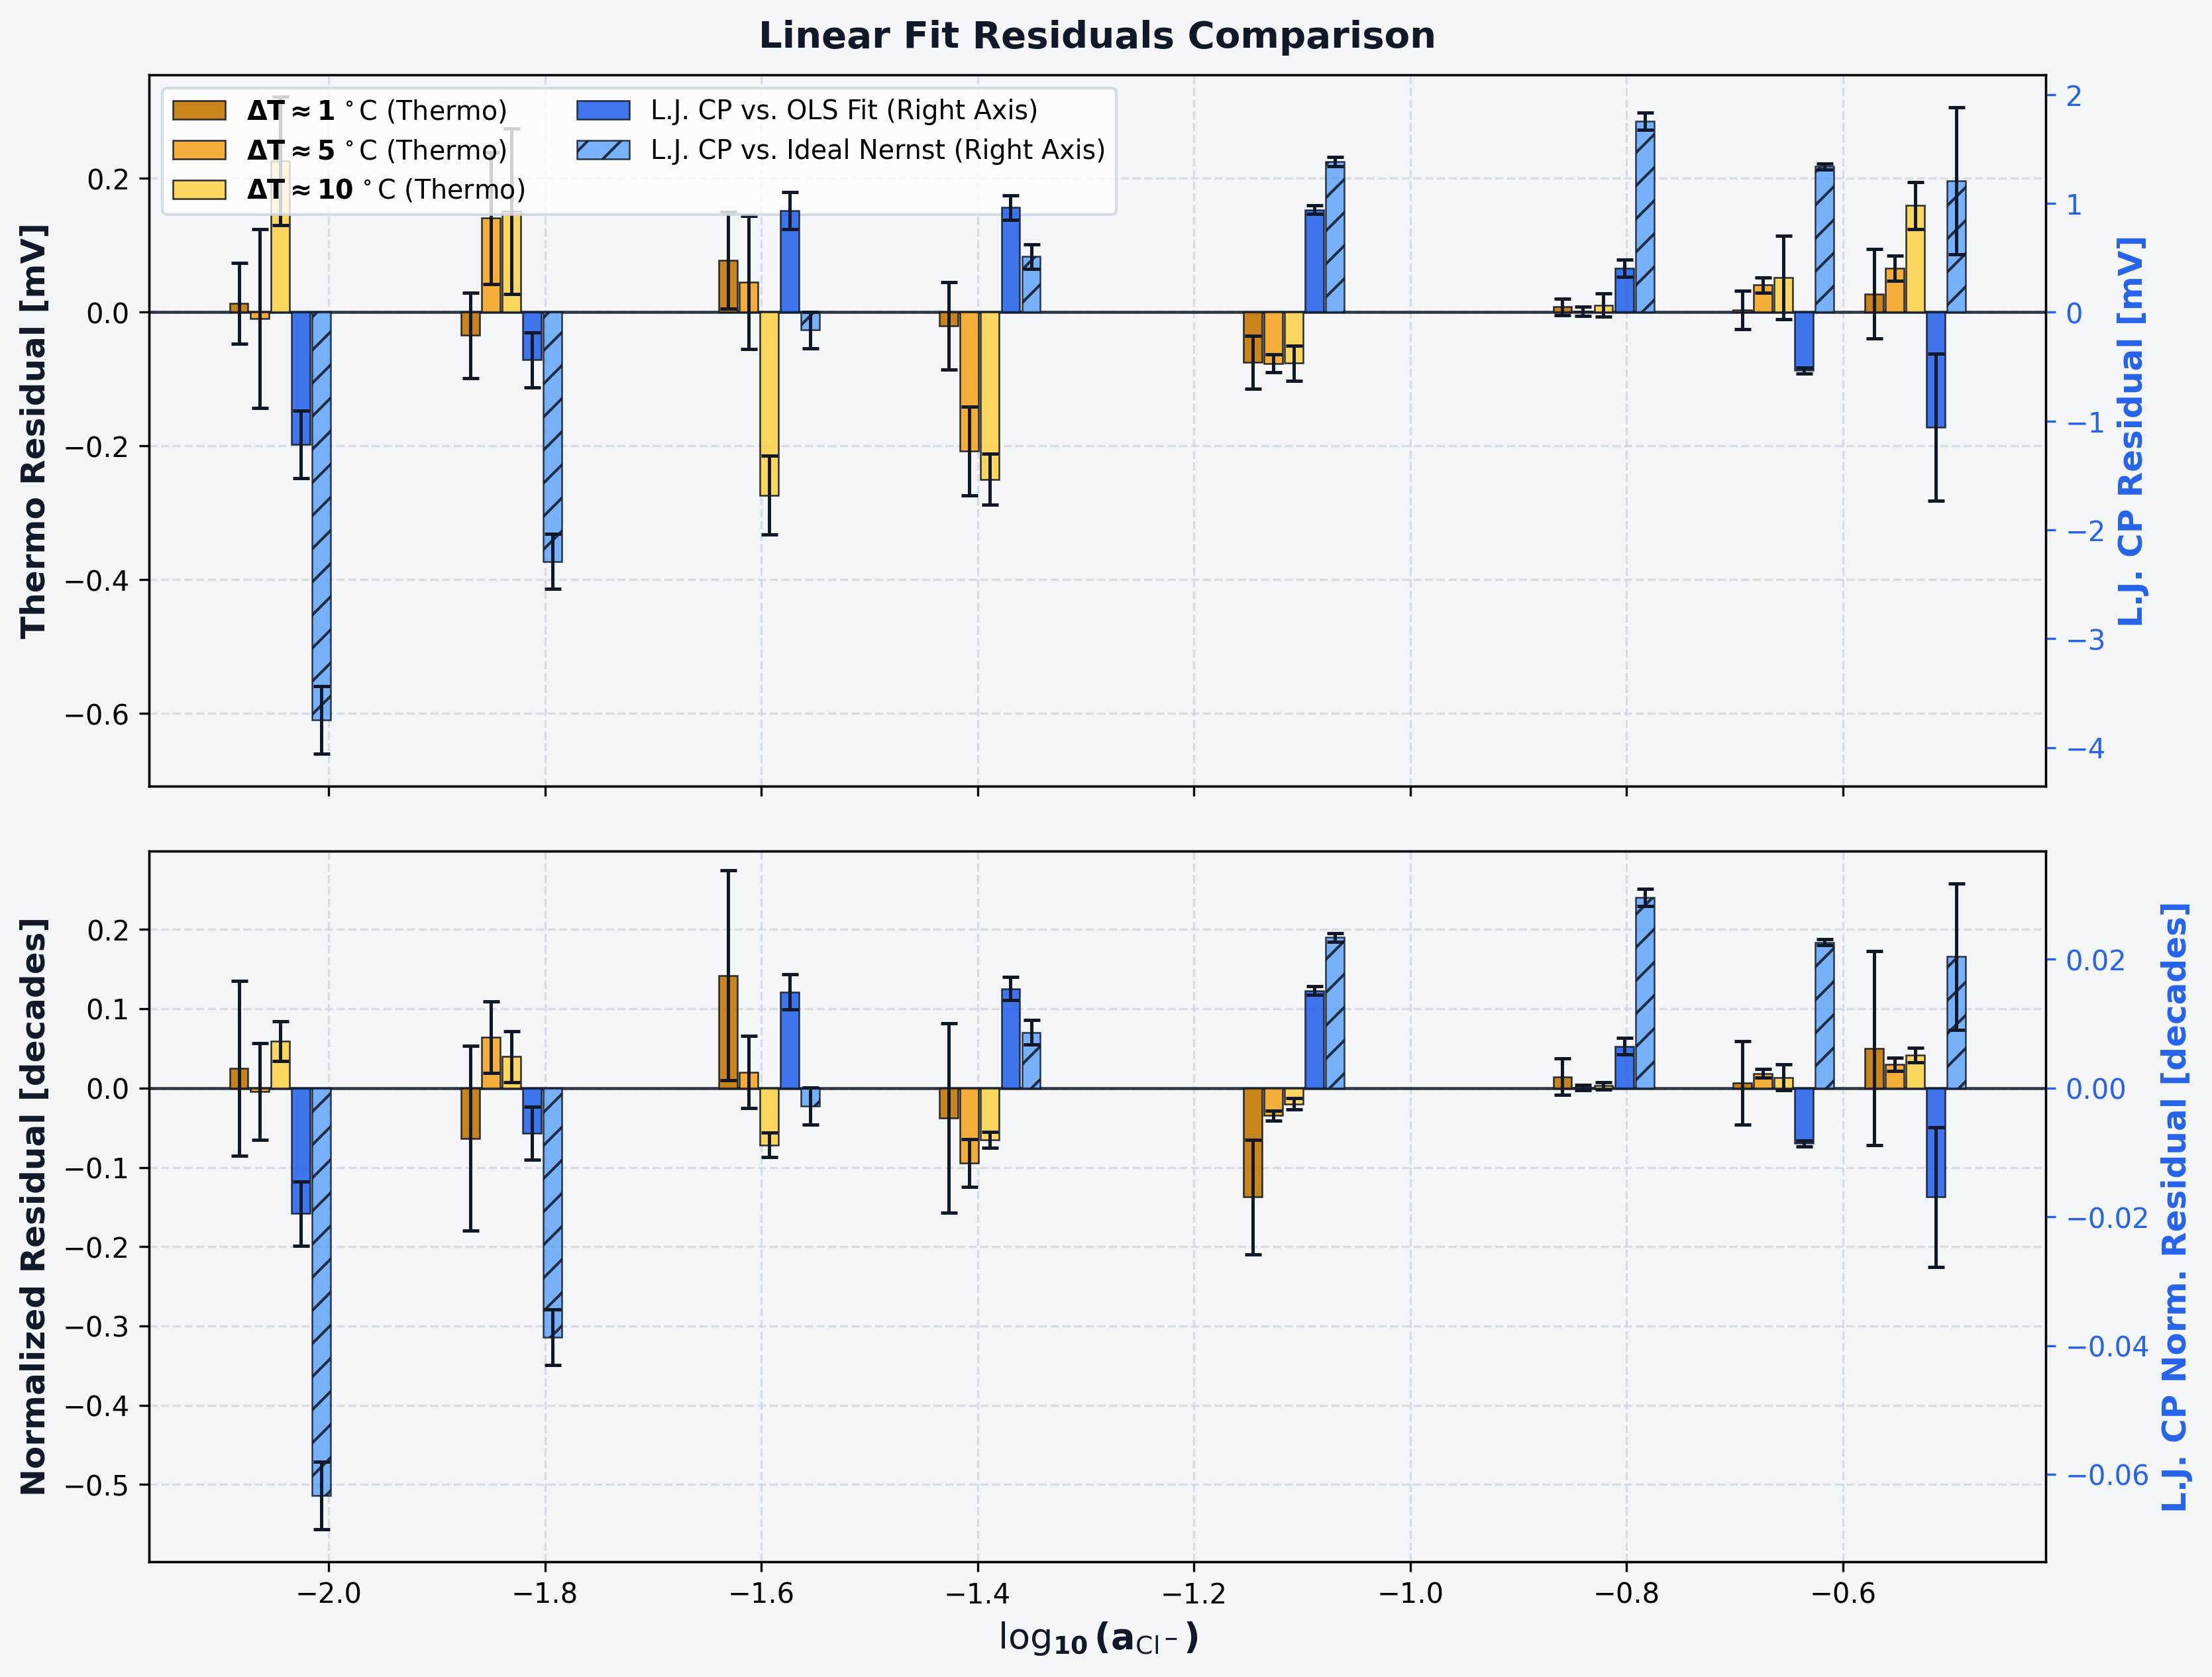 Linear Fit Residuals Comparison
ΔT ≈ 1 °C (Thermo)
ΔT ≈ 5 °C (Thermo)
ΔT ≈ 10 °C (Thermo)
L.J. CP vs. OLS Fit (Right Axis)
L.J. CP vs. Ideal Nernst (Right Axis)
Thermo Residual [mV]
0.2
0.0
−0.2
−0.4
−0.6
L.J. CP Residual [mV]
2
1
0
−1
−2
−3
−4
Normalized Residual [decades]
0.2
0.1
0.0
−0.1
−0.2
−0.3
−0.4
−0.5
L.J. CP Norm. Residual [decades]
0.02
0.00
−0.02
−0.04
−0.06
−2.0 −1.8 −1.6 −1.4 −1.2 −1.0 −0.8 −0.6
log₁₀ (a_Cl⁻)